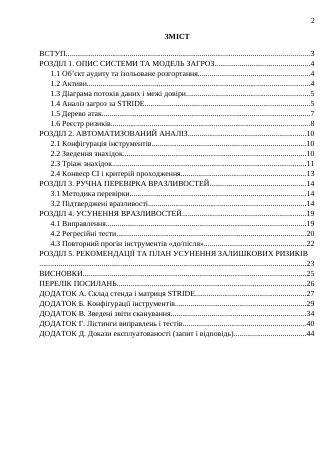 2
ЗМІСТ
ВСТУП.....3
РОЗДІЛ 1. ОПИС СИСТЕМИ ТА МОДЕЛЬ ЗАГРОЗ.....4
1.1 Об'єкт аудиту та ізольоване розгортання.....4
1.2 Активи.....4
1.3 Діаграма потоків даних і межі довіри.....5
1.4 Аналіз загроз за STRIDE.....5
1.5 Дерево атак.....7
1.6 Реєстр ризиків.....8
РОЗДІЛ 2. АВТОМАТИЗОВАНИЙ АНАЛІЗ.....10
2.1 Конфігурація інструментів.....10
2.2 Зведення знахідок.....10
2.3 Тріаж знахідок.....11
2.4 Конвеєр CI і критерій проходження.....13
РОЗДІЛ 3. РУЧНА ПЕРЕВІРКА ВРАЗЛИВОСТЕЙ.....14
3.1 Методика перевірки.....14
3.2 Підтверджені вразливості.....14
РОЗДІЛ 4. УСУНЕННЯ ВРАЗЛИВОСТЕЙ.....19
4.1 Виправлення.....19
4.2 Регресійні тести.....20
4.3 Повторний прогін інструментів «до/після».....22
РОЗДІЛ 5. РЕКОМЕНДАЦІЇ ТА ПЛАН УСУНЕННЯ ЗАЛИШКОВИХ РИЗИКІВ
.....23
ВИСНОВКИ.....25
ПЕРЕЛІК ПОСИЛАНЬ.....26
ДОДАТОК А. Склад стенда і матриця STRIDE.....27
ДОДАТОК Б. Конфігурації інструментів.....29
ДОДАТОК В. Зведені звіти сканування.....34
ДОДАТОК Г. Лістинги виправлень і тестів.....40
ДОДАТОК Д. Докази експлуатованості (запит і відповідь).....44